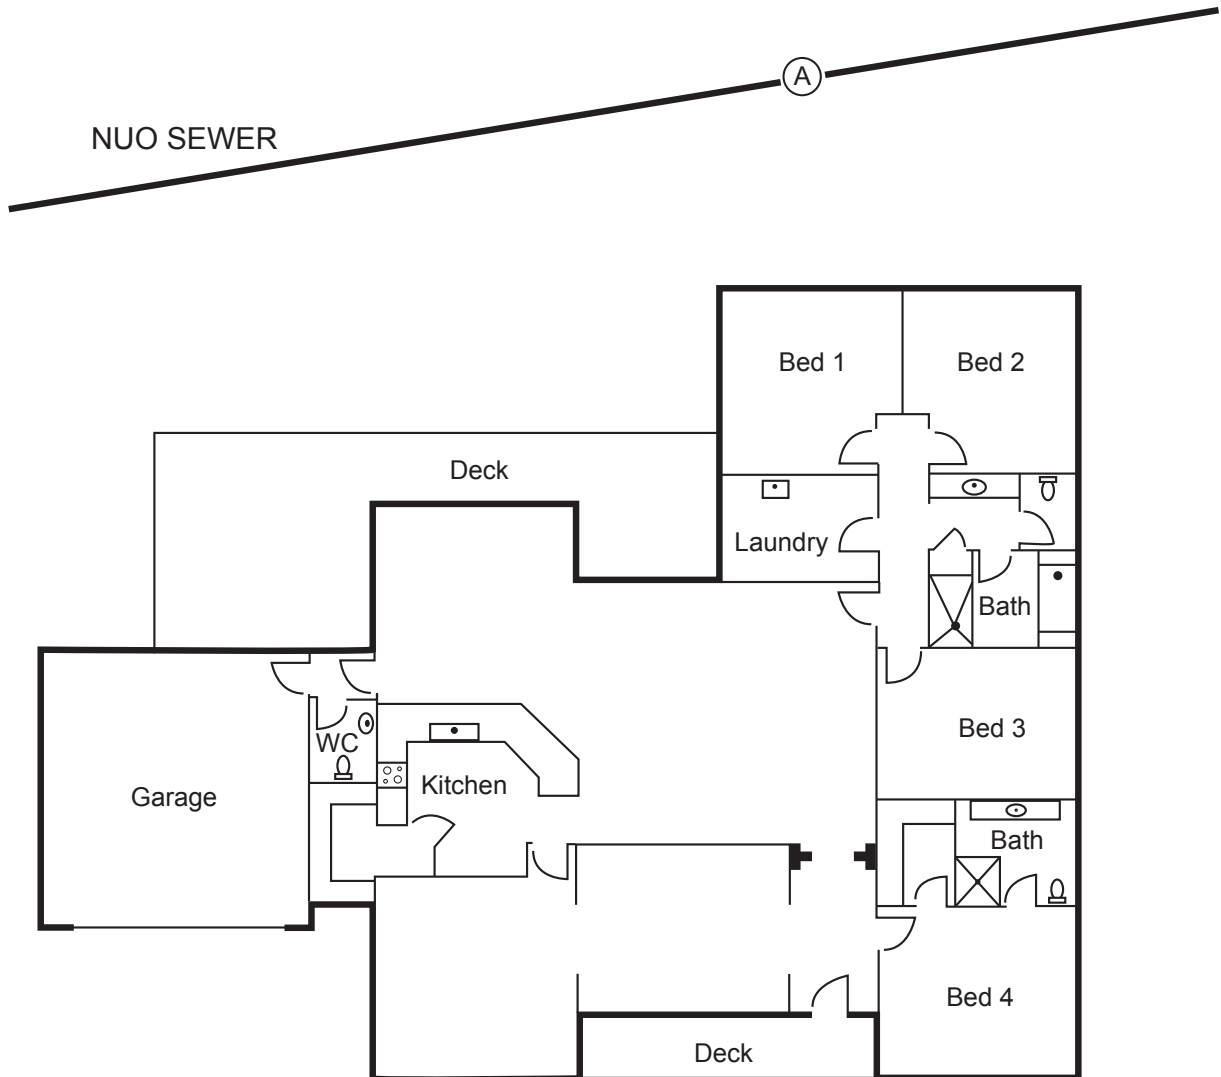 A
NUO SEWER
Bed 1
Bed 2
Deck
Laundry
Bath
Bed 3
WC
Kitchen
Garage
Bath
Bed 4
Deck